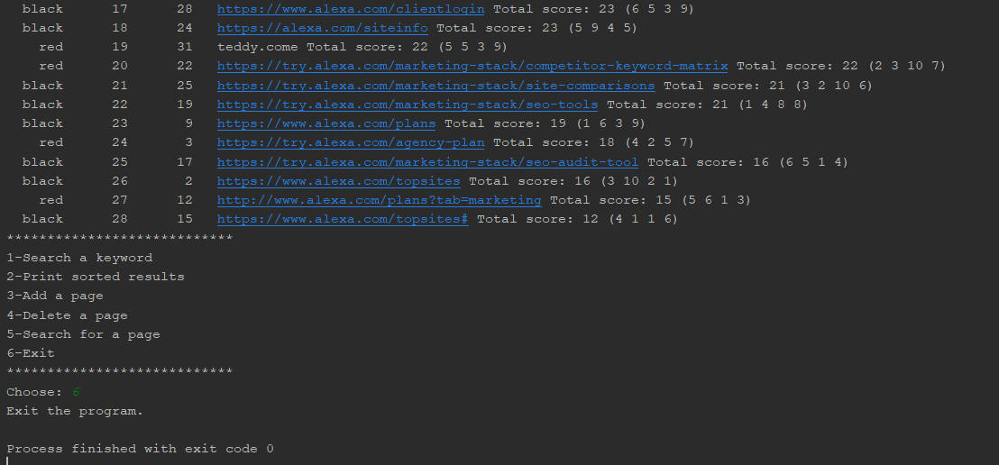 black 17 28 https://www.alexa.com/clientlogin Total score: 23 (6 5 3 9)
black 18 24 https://alexa.com/siteinfo Total score: 23 (5 9 4 5)
red 19 31 teddy.come Total score: 22 (5 5 3 9)
red 20 22 https://try.alexa.com/marketing-stack/competitor-keyword-matrix Total score: 22 (2 3 10 7)
black 21 25 https://try.alexa.com/marketing-stack/site-comparisons Total score: 21 (3 2 10 6)
black 22 19 https://try.alexa.com/marketing-stack/seo-tools Total score: 21 (1 4 8 8)
black 23 9 https://www.alexa.com/plans Total score: 19 (1 6 3 9)
red 24 3 https://try.alexa.com/agency-plan Total score: 18 (4 2 5 7)
black 25 17 https://try.alexa.com/marketing-stack/seo-audit-tool Total score: 16 (6 5 1 4)
black 26 2 https://www.alexa.com/topsites Total score: 16 (3 10 2 1)
red 27 12 http://www.alexa.com/plans?tab=marketing Total score: 15 (5 6 1 3)
black 28 15 https://www.alexa.com/topsites# Total score: 12 (4 1 1 6)
****************************
1-Search a keyword
2-Print sorted results
3-Add a page
4-Delete a page
5-Search for a page
6-Exit
****************************
Choose: 6
Exit the program.
Process finished with exit code 0